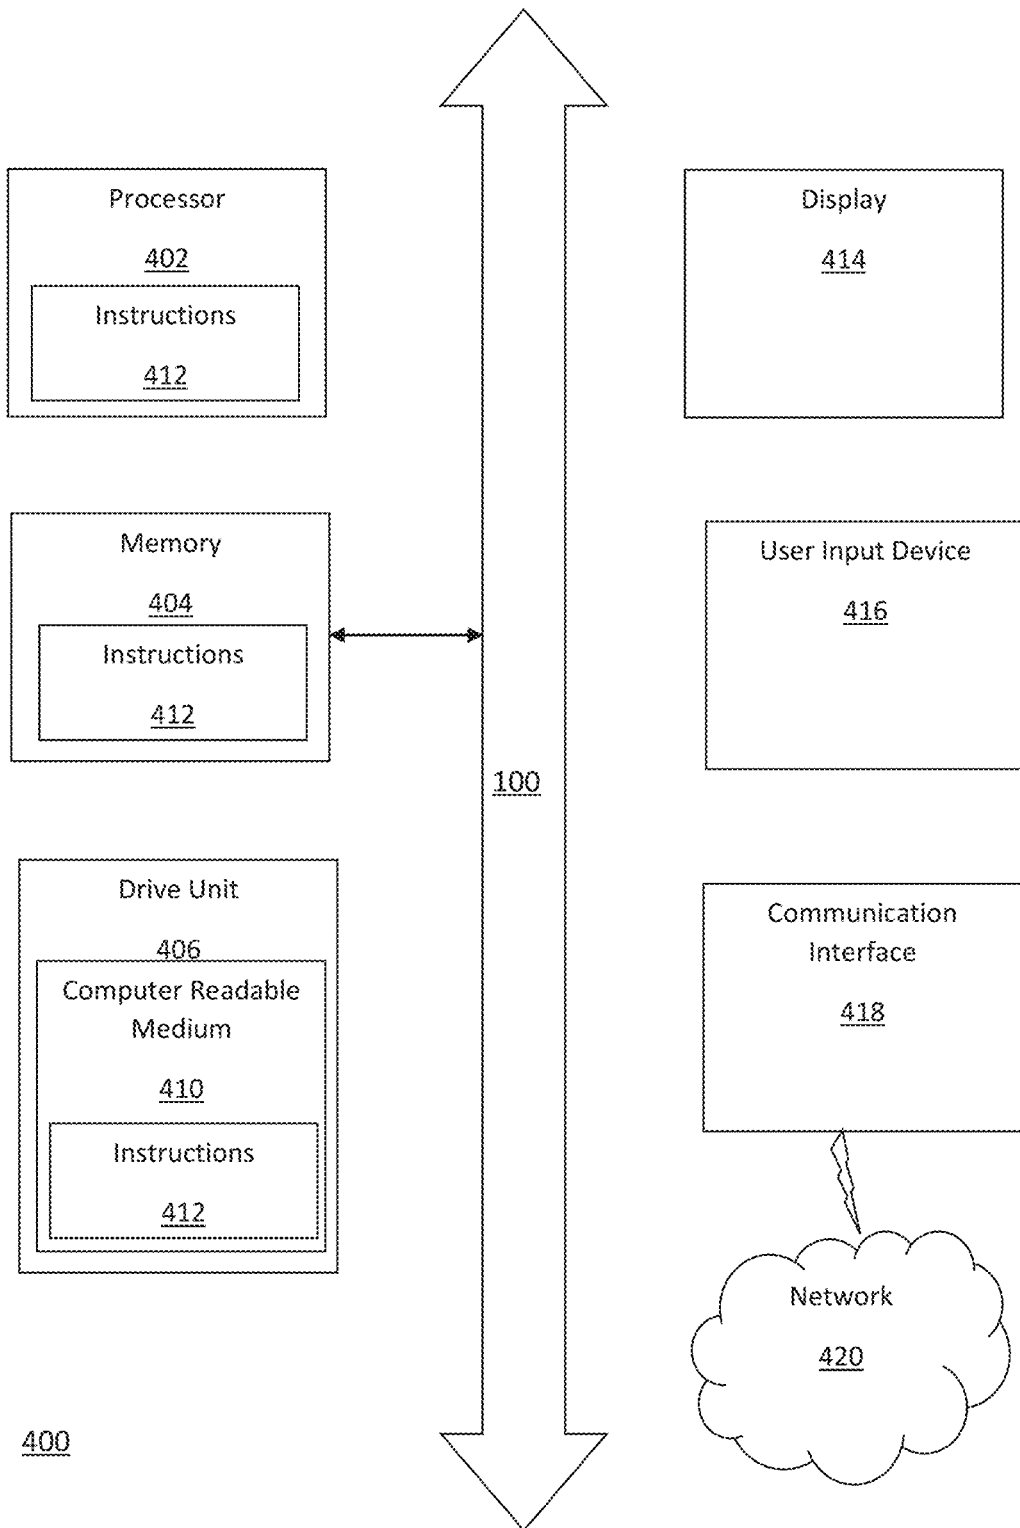 Processor
402
Instructions
412
Memory
404
Instructions
412
Drive Unit
406
Computer Readable
Medium
410
Instructions
412
400
100
Display
414
User Input Device
416
Communication
Interface
418
Network
420